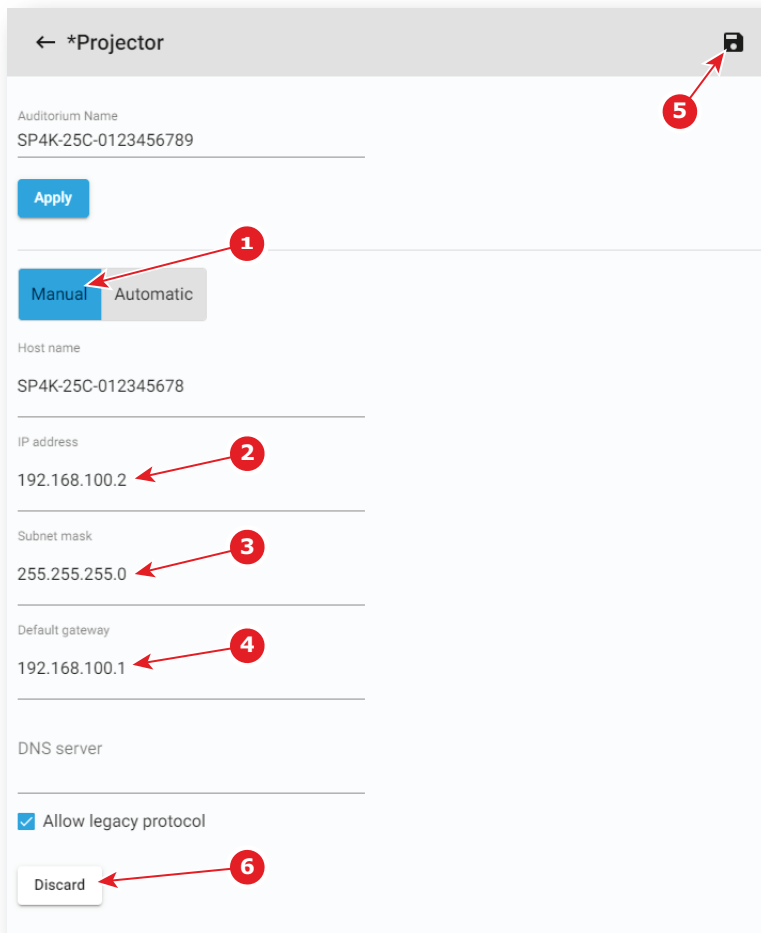 ← *Projector
5
Auditorium Name
SP4K-25C-0123456789
Apply
1
Manual Automatic
Host name
SP4K-25C-012345678
IP address
2
192.168.100.2
Subnet mask
3
255.255.255.0
Default gateway
4
192.168.100.1
DNS server
Allow legacy protocol
6
Discard